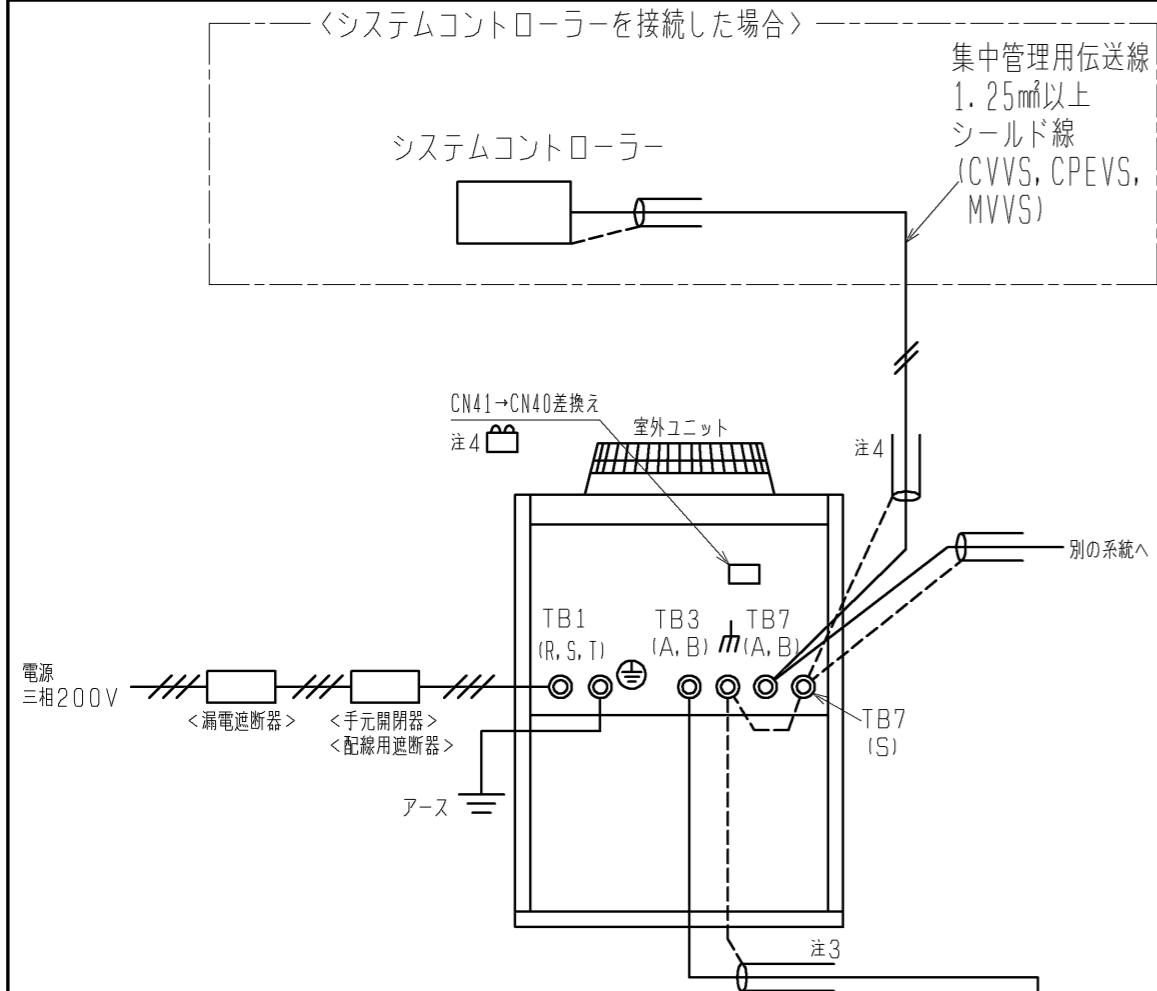 〈システムコントローラーを接続した場合〉
集中管理用伝送線
1.25㎟以上
シールド線
(CVVS, CPEVS,
MVVS)
システムコントローラー
CN41→CN40差換え
注4
室外ユニット
注4
別の系統へ
TB1
(R, S, T)
TB3
(A, B)
TB7
(A, B)
電源
三相200V
<漏電遮断器>
<手元開閉器>
<配線用遮断器>
TB7
(S)
アース
注3